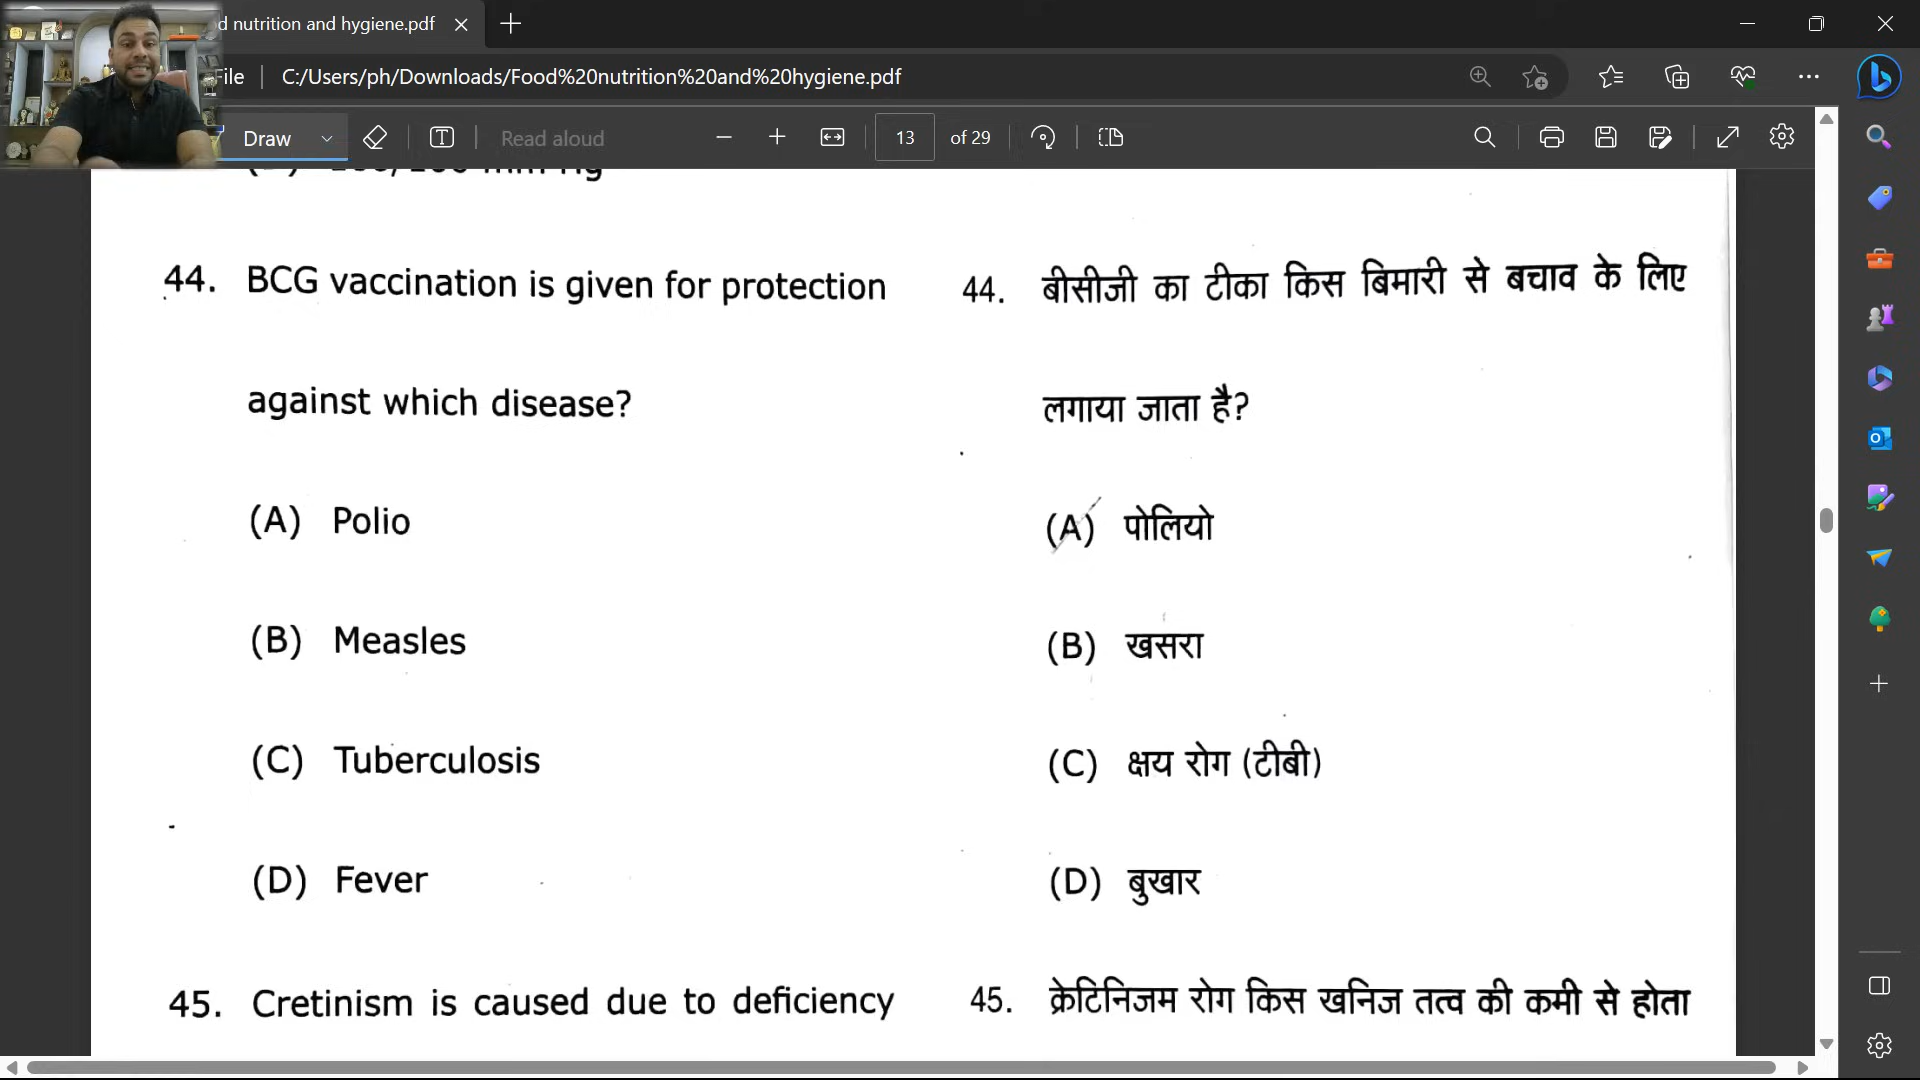 d nutrition and hygiene.pdf
File
C:/Users/ph/Downloads/Food%20nutrition%20and%20hygiene.pdf
Draw
Read aloud
13 of 29
44. BCG vaccination is given for protection
against which disease?
(A) Polio
(B) Measles
(C) Tuberculosis
(D) Fever
45. Cretinism is caused due to deficiency
44. बीसीजी का टीका किस बिमारी से बचाव के लिए
लगाया जाता है?
(A) पोलियो
(B) खसरा
(C) क्षय रोग (टीबी)
(D) बुखार
45. क्रेटिनिजम रोग किस खनिज तत्व की कमी से होता